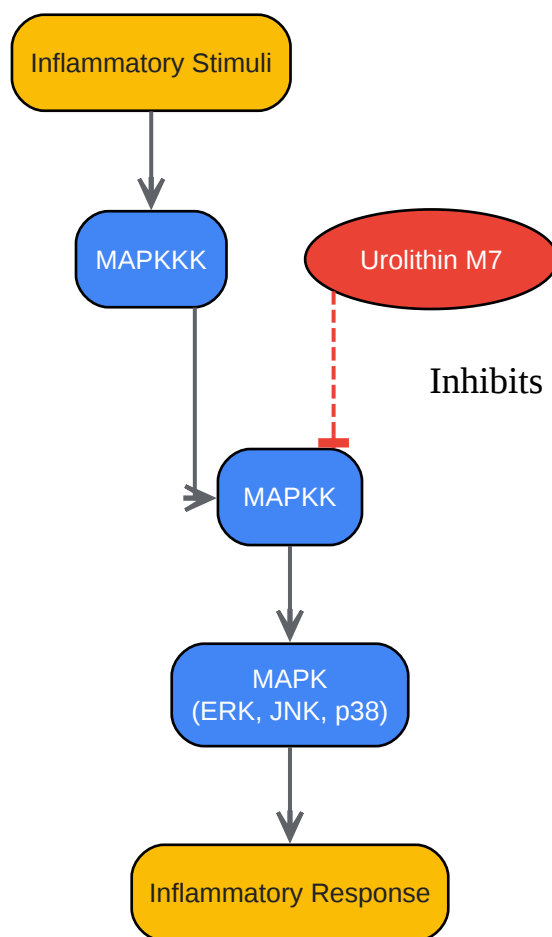 Inflammatory Stimuli
MAPKKK
Urolithin M7
Inhibits
MAPKK
MAPK
(ERK, JNK, p38)
Inflammatory Response